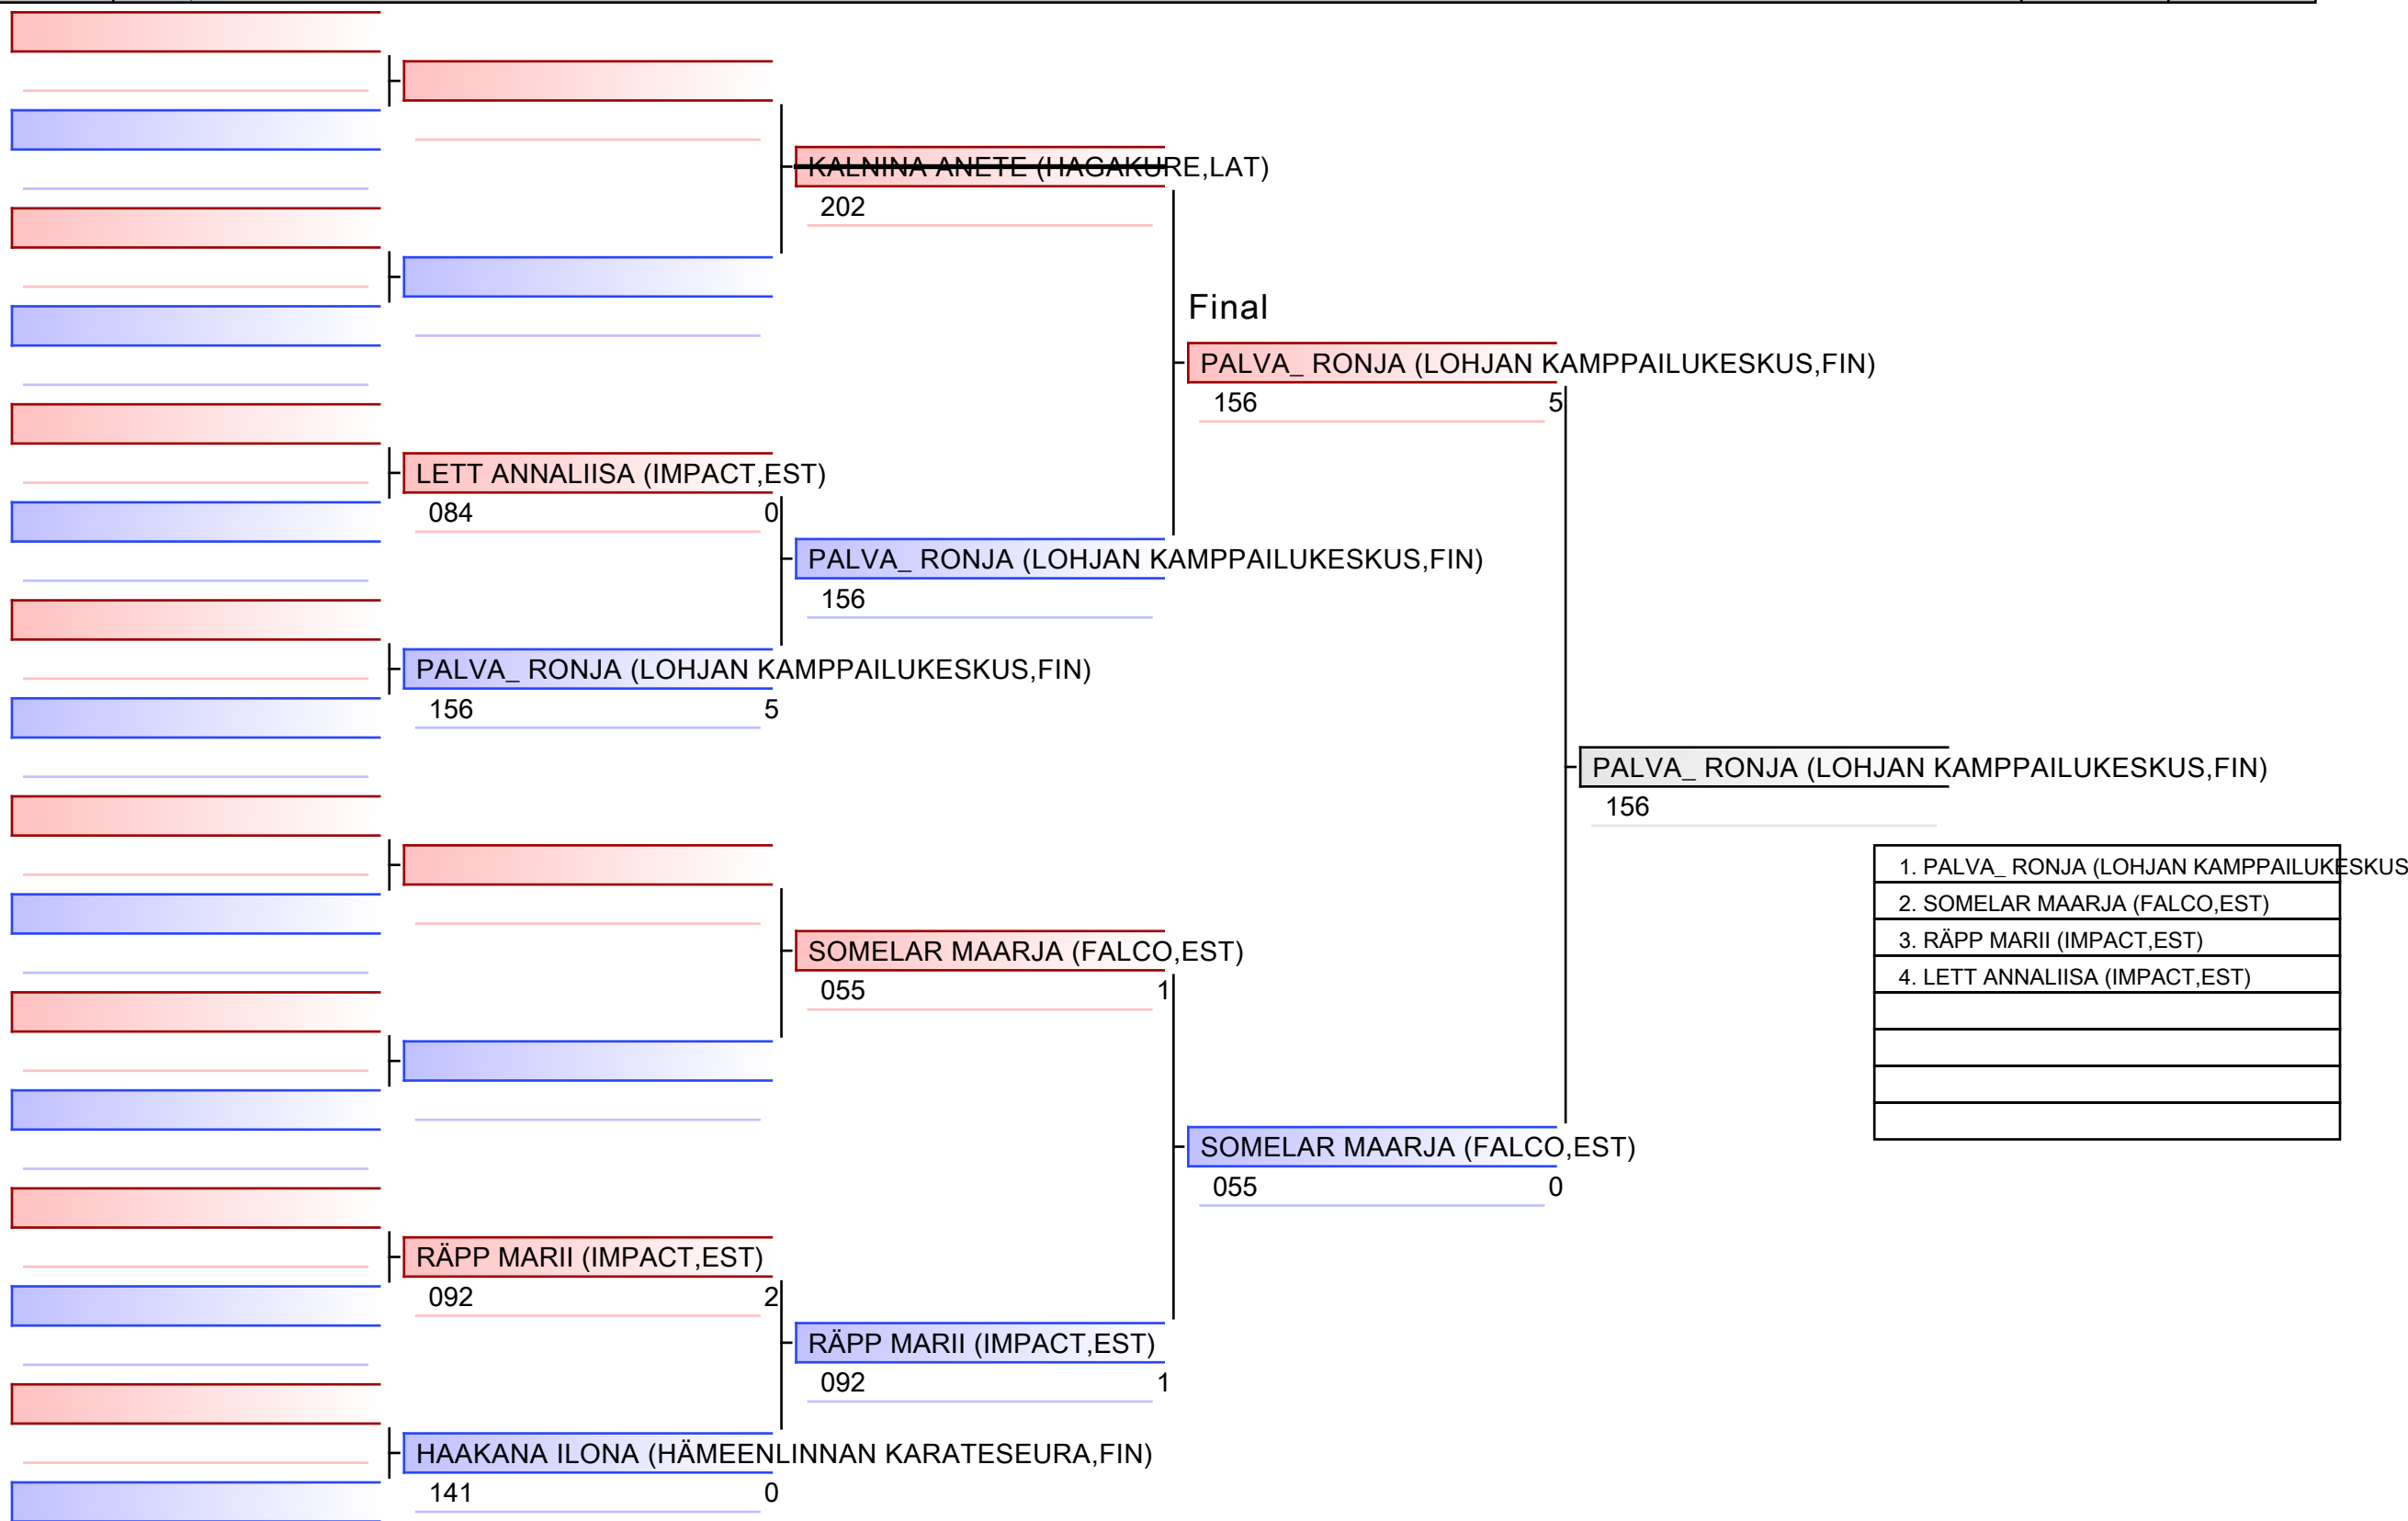 KALNINA ANETE (HAGAKURE,LAT)
202
Final
PALVA_ RONJA (LOHJAN KAMPPAILUKESKUS,FIN)
156 5
LETT ANNALIISA (IMPACT,EST)
084 0
PALVA_ RONJA (LOHJAN KAMPPAILUKESKUS,FIN)
156
PALVA_ RONJA (LOHJAN KAMPPAILUKESKUS,FIN)
156 5
PALVA_ RONJA (LOHJAN KAMPPAILUKESKUS,FIN)
156
1. PALVA_ RONJA (LOHJAN KAMPPAILUKESKUS
2. SOMELAR MAARJA (FALCO,EST)
3. RÄPP MARII (IMPACT,EST)
4. LETT ANNALIISA (IMPACT,EST)
SOMELAR MAARJA (FALCO,EST)
055 1
SOMELAR MAARJA (FALCO,EST)
055 0
RÄPP MARII (IMPACT,EST)
092 2
RÄPP MARII (IMPACT,EST)
092 1
HAAKANA ILONA (HÄMEENLINNAN KARATESEURA,FIN)
141 0